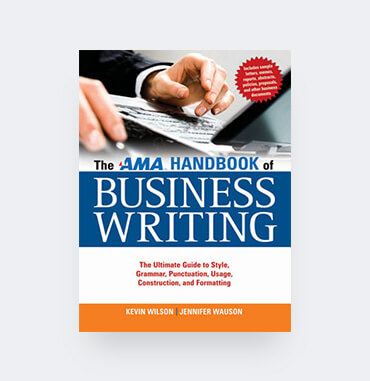 Includes sample
letters, memos,
reports, abstracts,
policies, proposals,
and other business
documents
The AMA HANDBOOK of
BUSINESS
WRITING
The Ultimate Guide to Style,
Grammar, Punctuation, Usage,
Construction, and Formatting
KEVIN WILSON | JENNIFER WAUSON